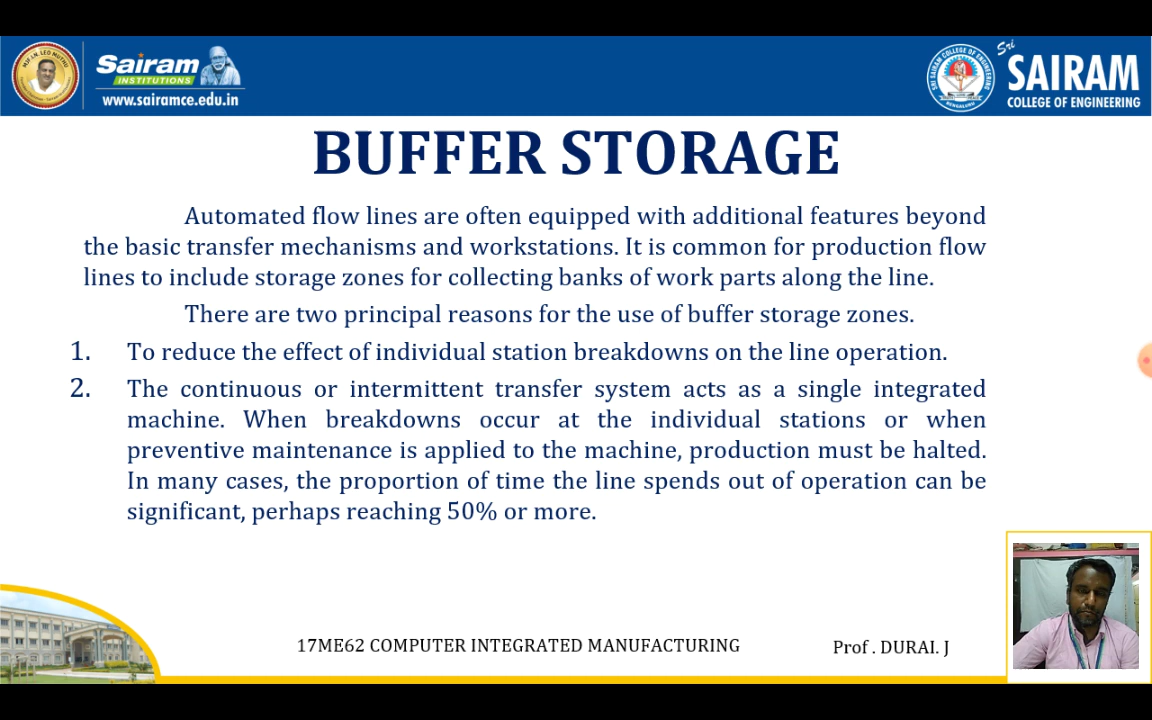 Sairam
INSTITUTIONS
www.sairamce.edu.in
Sri
SAIRAM
COLLEGE OF ENGINEERING
BUFFER STORAGE
Automated flow lines are often equipped with additional features beyond
the basic transfer mechanisms and workstations. It is common for production flow
lines to include storage zones for collecting banks of work parts along the line.
There are two principal reasons for the use of buffer storage zones.
1. To reduce the effect of individual station breakdowns on the line operation.
2. The continuous or intermittent transfer system acts as a single integrated
machine. When breakdowns occur at the individual stations or when
preventive maintenance is applied to the machine, production must be halted.
In many cases, the proportion of time the line spends out of operation can be
significant, perhaps reaching 50% or more.
17ME62 COMPUTER INTEGRATED MANUFACTURING
Prof . DURAI. J